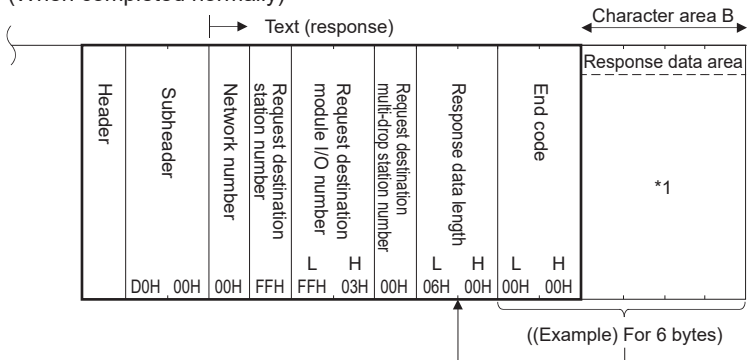 (When completed normally)
Text (response)
Character area B
Response data area
Header
Subheader
Network number
Request destination
station number
Request destination
module I/O number
Request destination
multi-drop station number
Response data length
End code
*1
L H L H L H
D0H 00H 00H FFH FFH 03H 00H 06H 00H 00H 00H
((Example) For 6 bytes)